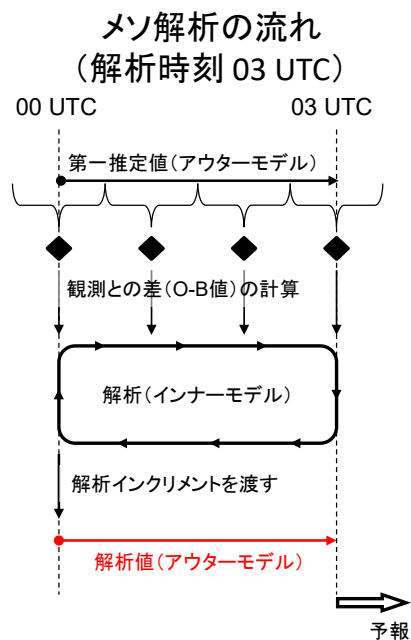 メソ解析の流れ
(解析時刻 03 UTC)
00 UTC 03 UTC
第一推定値(アウターモデル)
観測との差(O-B値)の計算
解析(インナーモデル)
解析インクリメントを渡す
解析値(アウターモデル)
予報